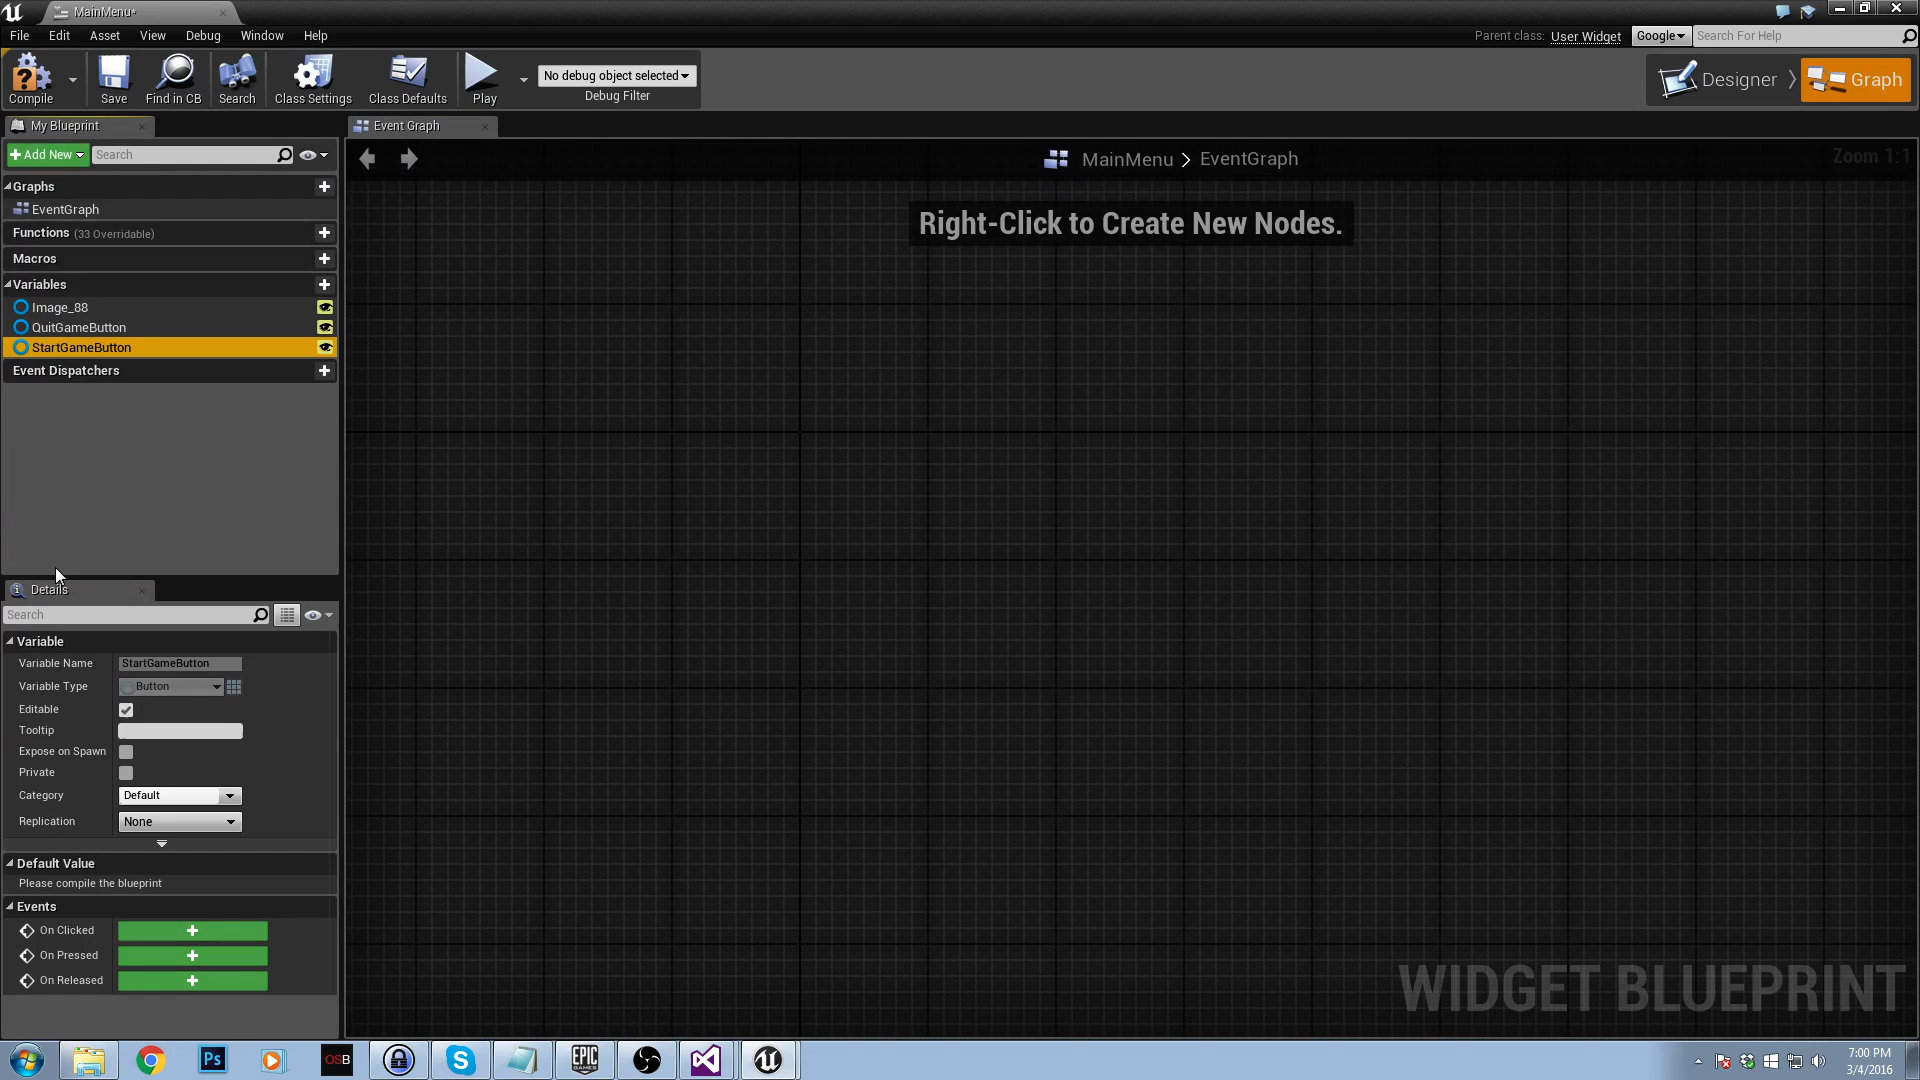 MainMenu*
File Edit Asset View Debug Window Help
Parent class: User Widget Google Search For Help
Compile Save Find in CB Search Class Settings Class Defaults Play
No debug object selected
Debug Filter
Designer Graph
My Blueprint
Event Graph
Add New Search
MainMenu > EventGraph
Zoom 1:1
Graphs
EventGraph
Functions (33 Overridable)
Macros
Variables
Image_88
QuitGameButton
StartGameButton
Event Dispatchers
Right-Click to Create New Nodes.
Details
Search
Variable
Variable Name StartGameButton
Variable Type Button
Editable
Tooltip
Expose on Spawn
Private
Category Default
Replication None
Default Value
Please compile the blueprint
Events
On Clicked
On Pressed
On Released
WIDGET BLUEPRINT
Ps
OSB
EPIC
GAMES
7:00 PM
3/4/2016